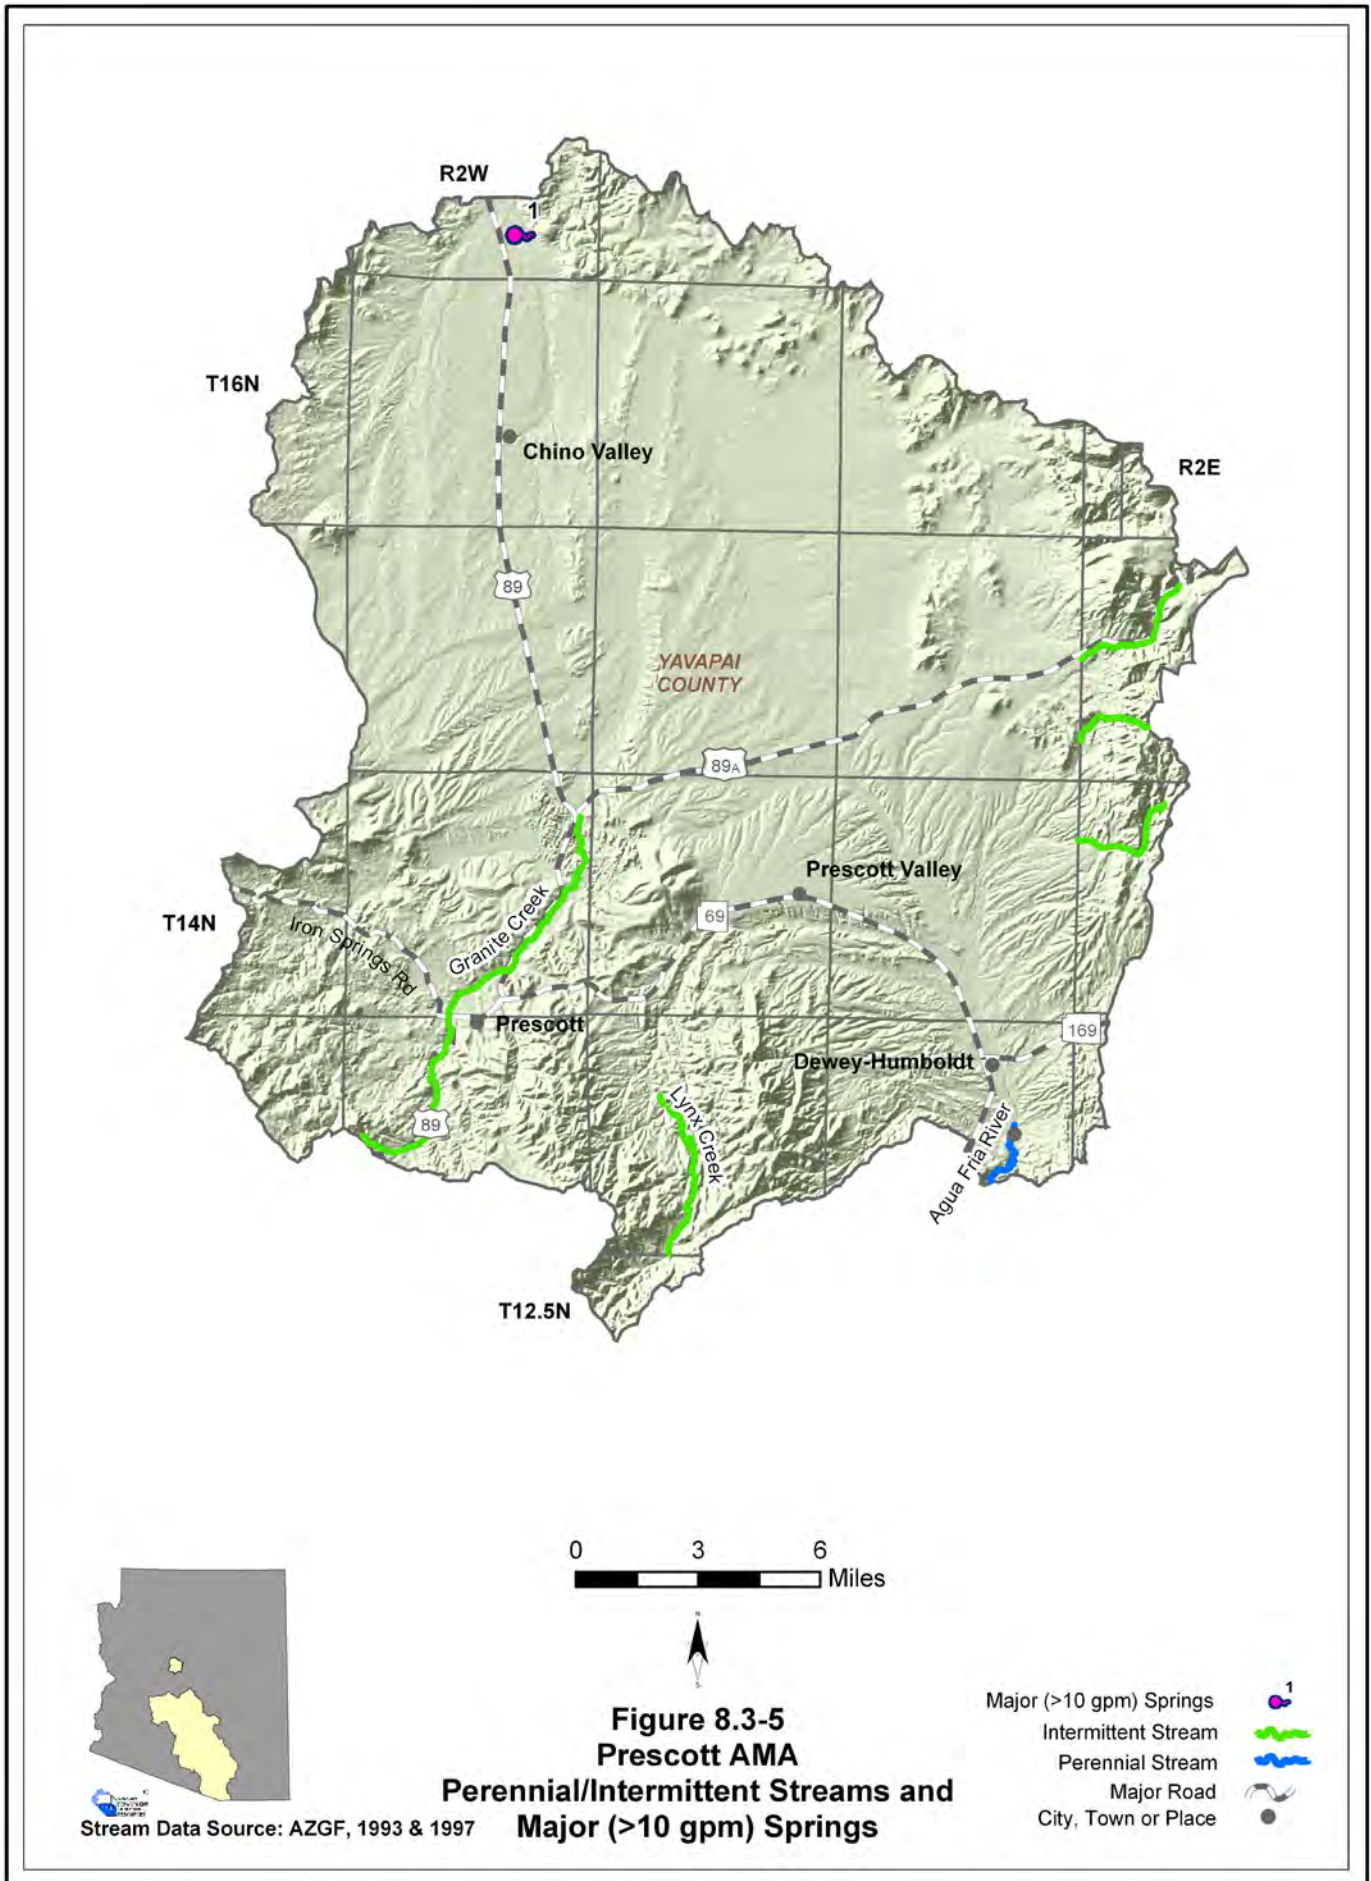 R2W
1
T16N
Chino Valley
R2E
89
YAVAPAI
COUNTY
89A
Prescott Valley
69
T14N
Iron Springs Rd
Granite Creek
Prescott
169
Dewey-Humboldt
Lynx Creek
89
Agua Fria River
T12.5N
0 3 6
Miles
N
S
Figure 8.3-5
Prescott AMA
Perennial/Intermittent Streams and
Major (>10 gpm) Springs
Major (>10 gpm) Springs 1
Intermittent Stream
Perennial Stream
Major Road
City, Town or Place
Stream Data Source: AZGF, 1993 & 1997